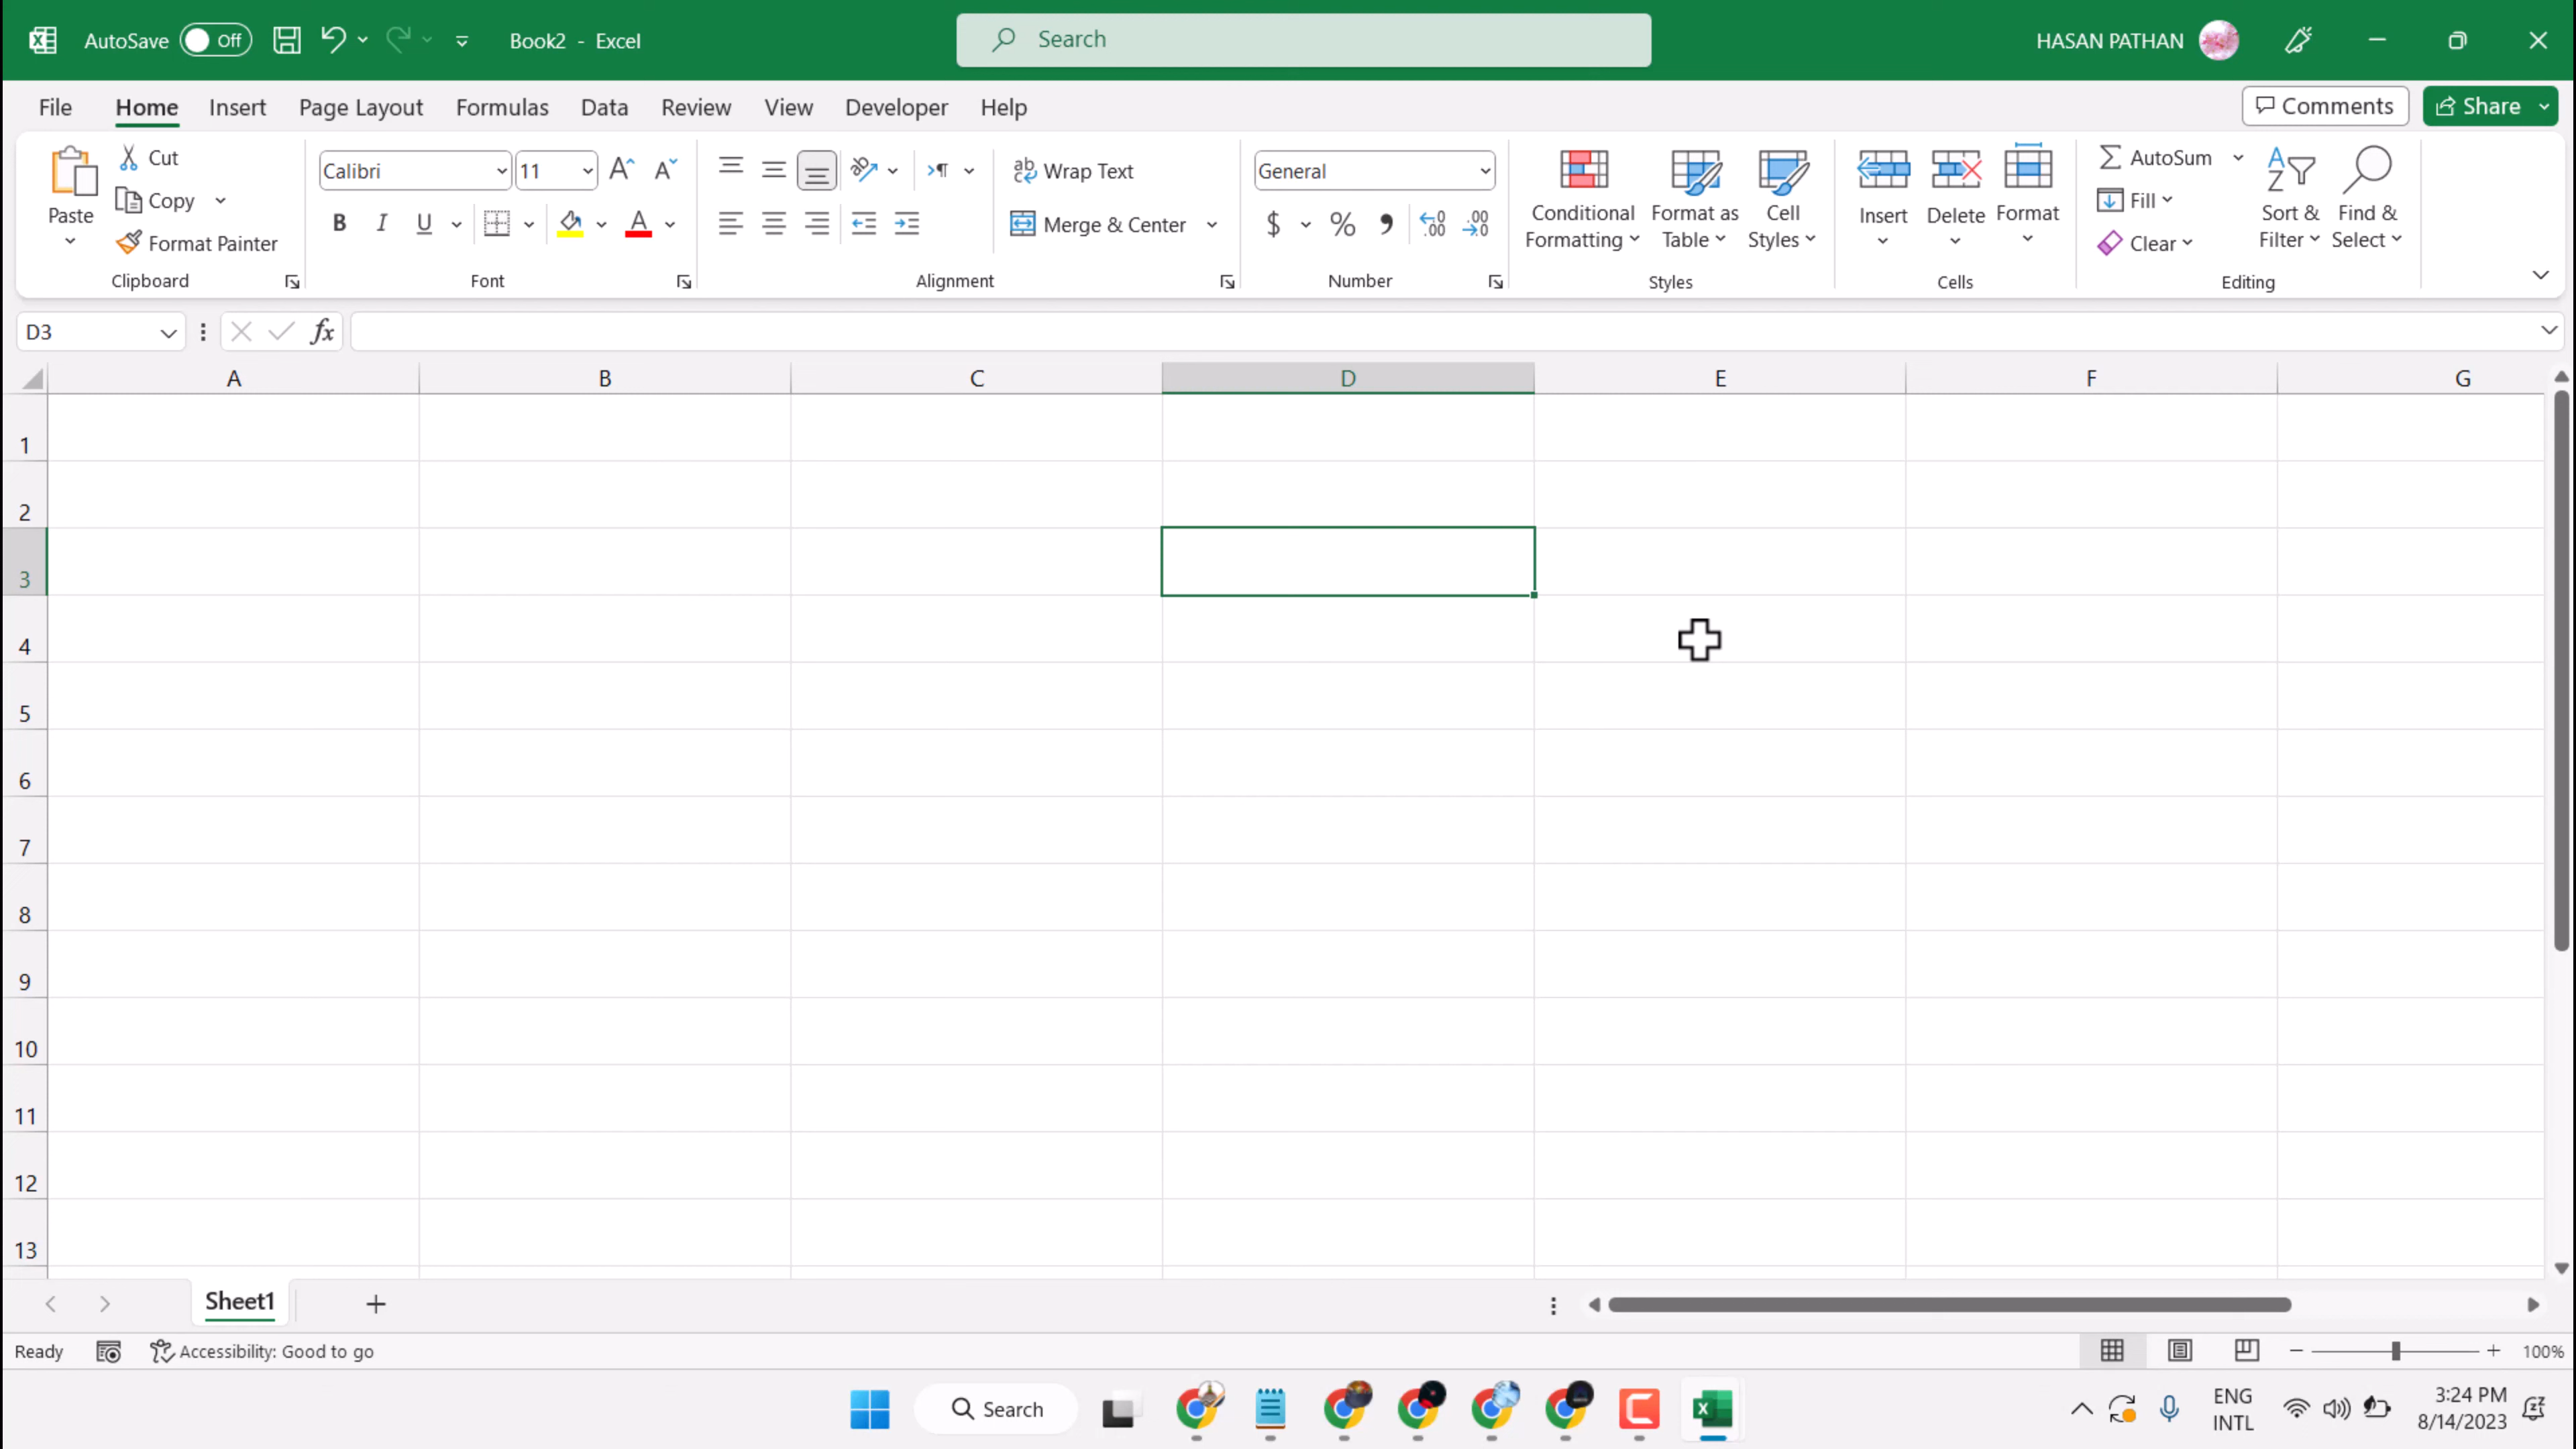 AutoSave Off Book2 - Excel Search HASAN PATHAN
File Home Insert Page Layout Formulas Data Review View Developer Help Comments Share
Paste
Cut
Copy
Format Painter
Clipboard
Calibri 11
B I U A
Font
Wrap Text
Merge & Center
Alignment
General
$ % ,
Number
Conditional
Formatting
Format as
Table
Cell
Styles
Styles
Insert
Delete
Format
Cells
AutoSum
Fill
Clear
Sort &
Filter
Find &
Select
Editing
D3 fx
A B C D E F G
1
2
3
4
5
6
7
8
9
10
11
12
13
Sheet1
Ready Accessibility: Good to go 100%
Search
ENG
INTL
3:24 PM
8/14/2023